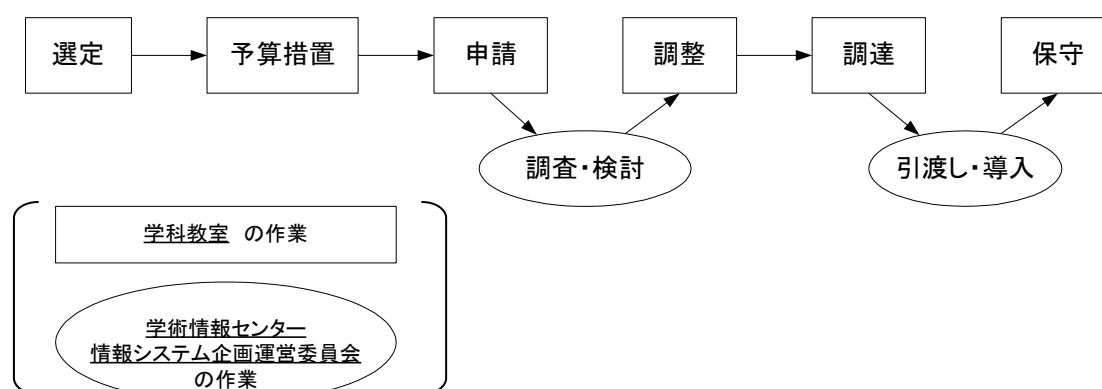 選定
予算措置
申請
調整
調達
保守
調査・検討
引渡し・導入
学科教室 の作業
学術情報センター
情報システム企画運営委員会
の作業